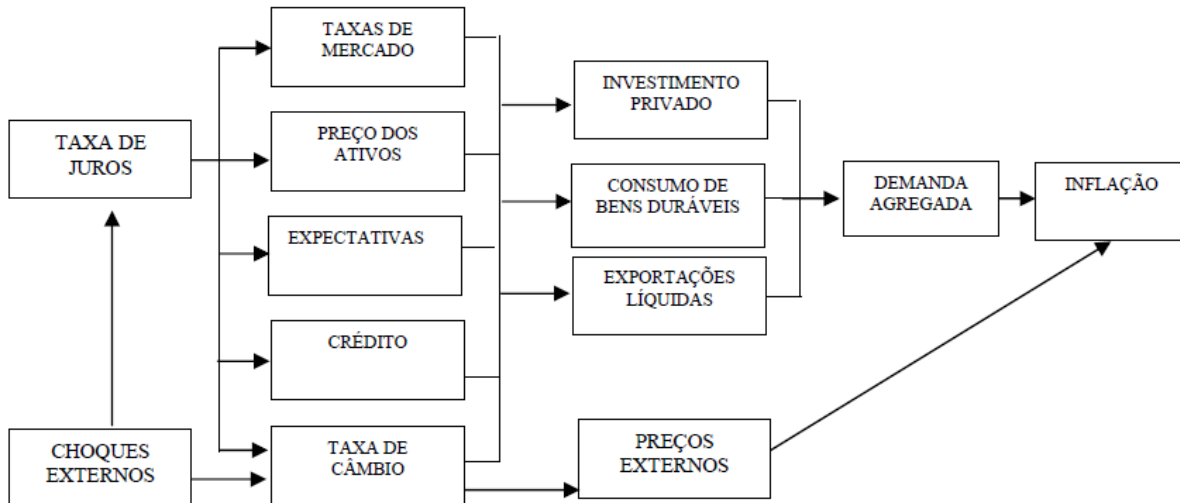 TAXA DE
JUROS
CHOQUES
EXTERNOS
TAXAS DE
MERCADO
PREÇO DOS
ATIVOS
EXPECTATIVAS
CRÉDITO
TAXA DE
CÂMBIO
INVESTIMENTO
PRIVADO
CONSUMO DE
BENS DURÁVEIS
EXPORTAÇÕES
LÍQUIDAS
PREÇOS
EXTERNOS
DEMANDA
AGREGADA
INFLAÇÃO